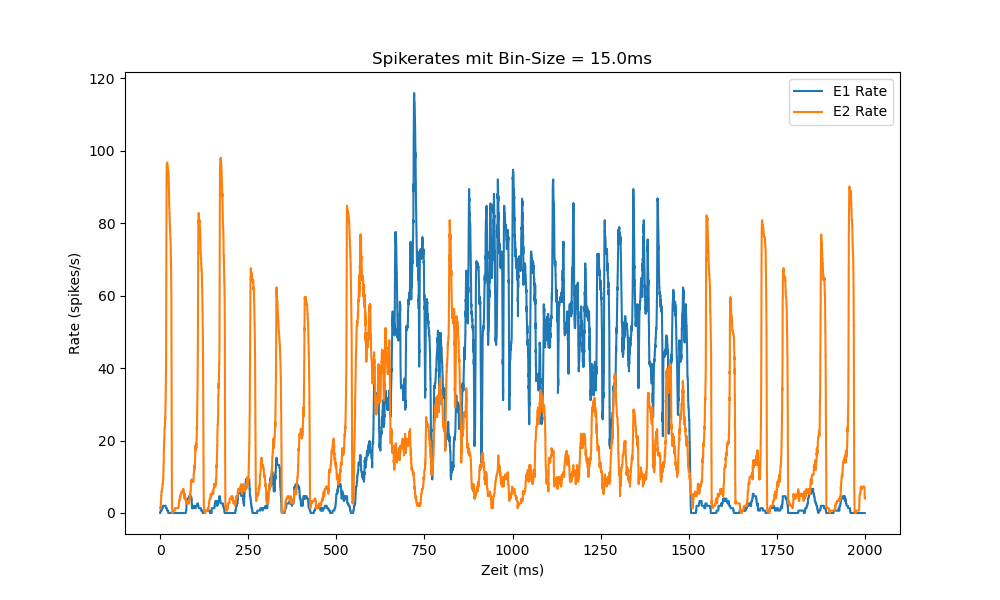 Spikerates mit Bin-Size = 15.0ms
E1 Rate
E2 Rate
120
100
80
60
40
20
0
Rate (spikes/s)
0 250 500 750 1000 1250 1500 1750 2000
Zeit (ms)